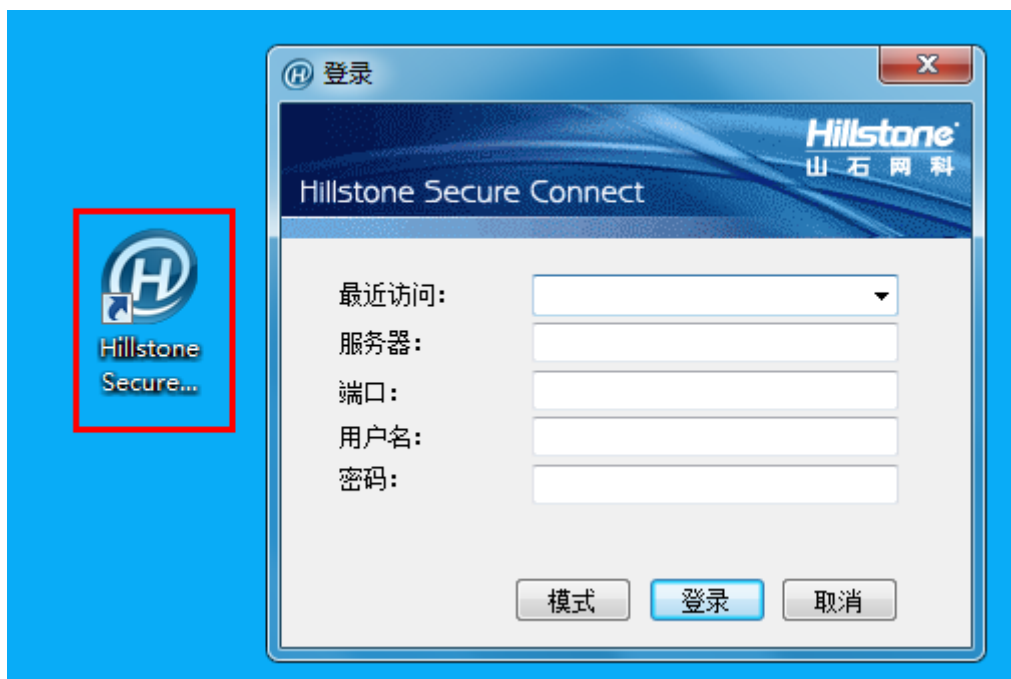 登录
Hillstone
山石网科
Hillstone Secure Connect
Hillstone
Secure...
最近访问:
服务器:
端口:
用户名:
密码:
模式
登录
取消